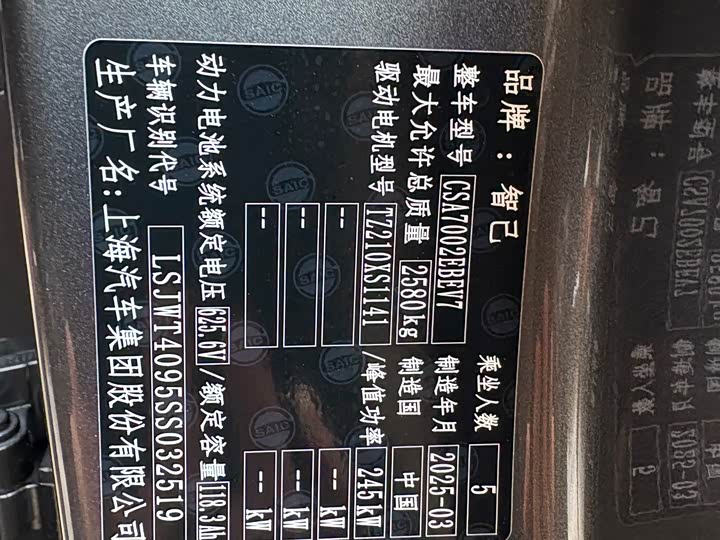 品牌：智己
整车型号 CSA7002EBEV7 乘坐人数 5
最大允许总质量 2580kg 制造年月 2025-03
制造国 中国
驱动电机型号 TZ210XS1141 /峰值功率 245kW
-- -- kW
-- -- kW
-- -- kW
动力电池系统额定电压 625.6V /额定容量 118.3Ah
车辆识别代号 LSJWT4095SS032519
生产厂名：上海汽车集团股份有限公司
SAIC